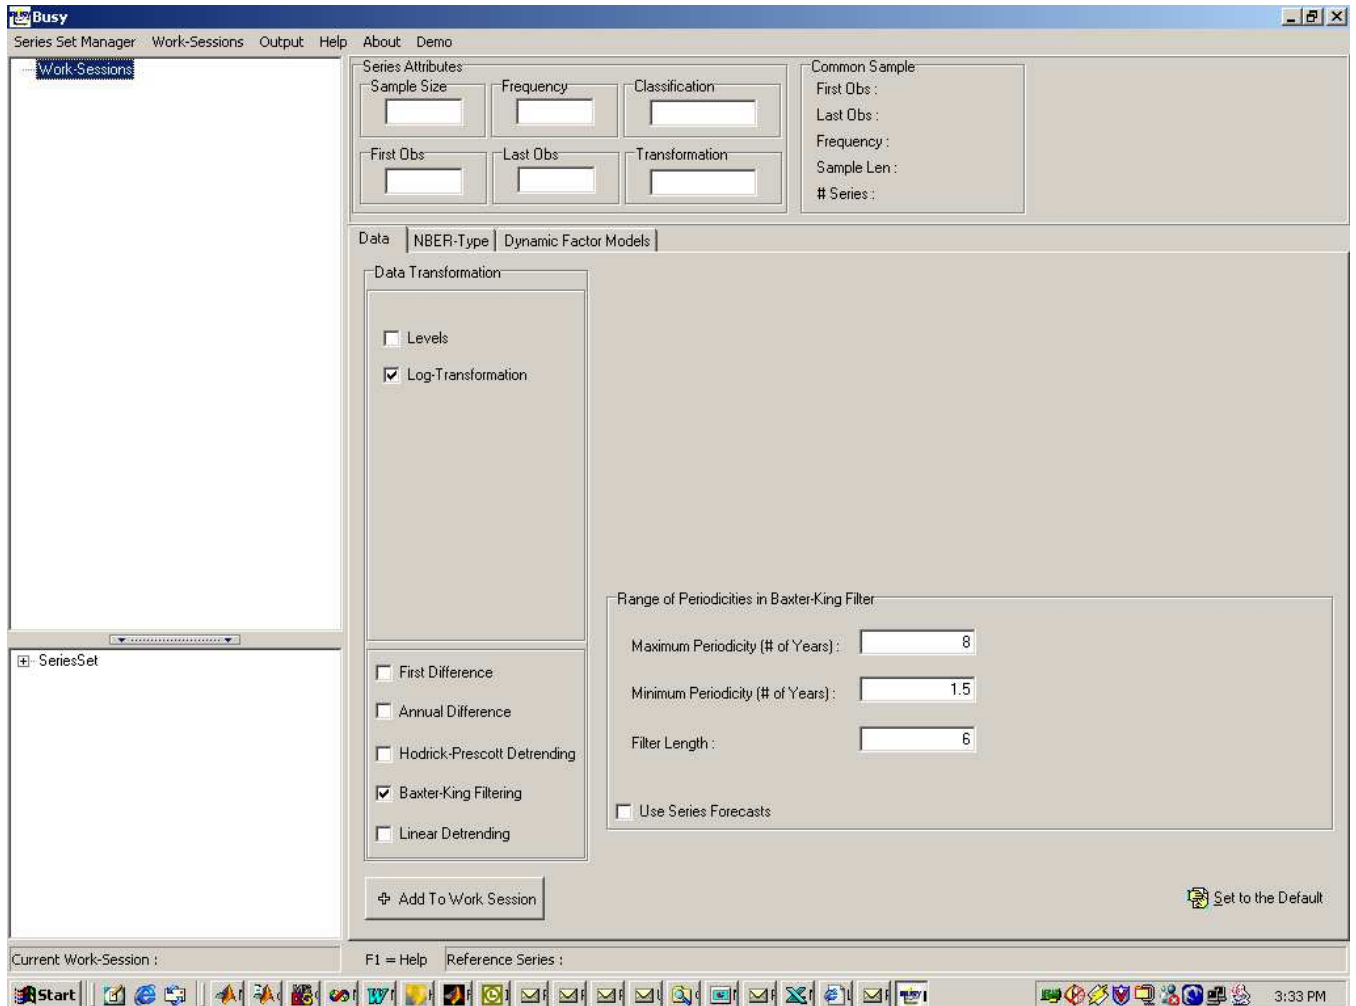 Busy
Series Set Manager Work-Sessions Output Help About Demo
Work-Sessions
Series Attributes
Sample Size Frequency Classification
First Obs Last Obs Transformation
Common Sample
First Obs :
Last Obs :
Frequency :
Sample Len :
# Series :
Data NBER-Type Dynamic Factor Models
Data Transformation
Levels
Log-Transformation
Range of Periodicities in Baxter-King Filter
Maximum Periodicity (# of Years) : 8
Minimum Periodicity (# of Years) : 1.5
Filter Length : 6
Use Series Forecasts
SeriesSet
First Difference
Annual Difference
Hodrick-Prescott Detrending
Baxter-King Filtering
Linear Detrending
Add To Work Session
Set to the Default
Current Work-Session : F1 = Help Reference Series :
Start 3:33 PM